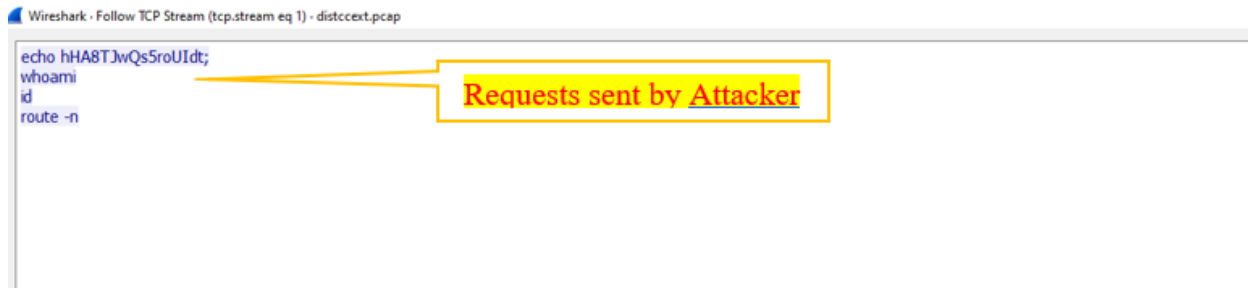 Wireshark · Follow TCP Stream (tcp.stream eq 1) · distccext.pcap
echo hHA8TJwQs5roUIdt;
whoami
id
route -n
Requests sent by Attacker